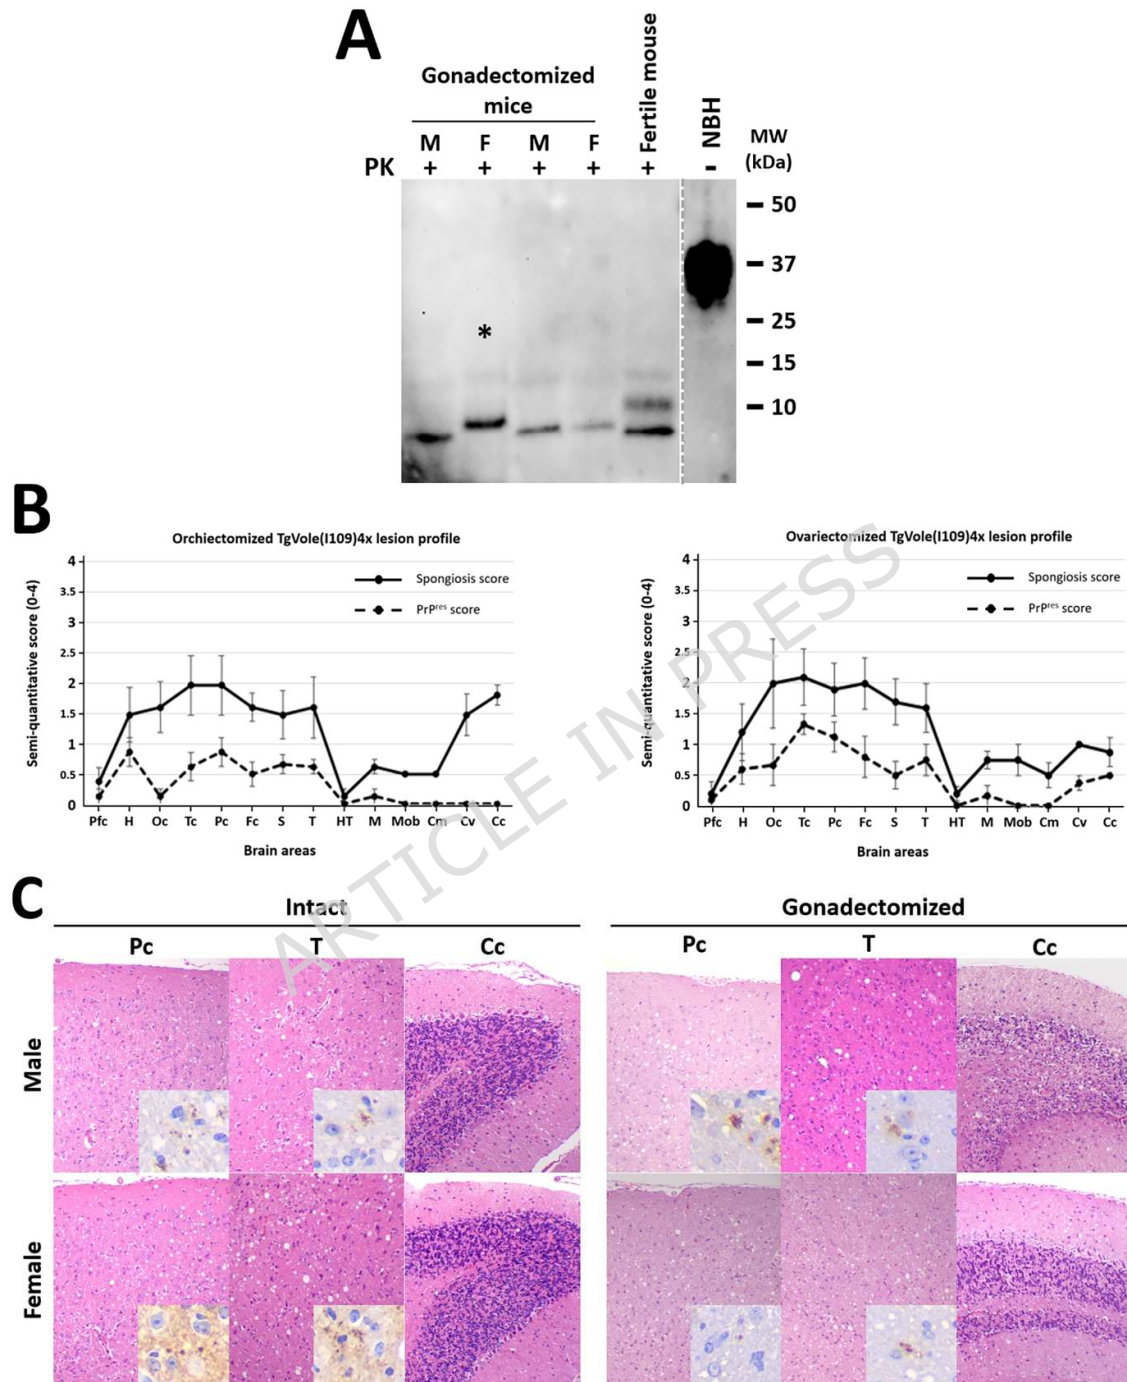 A
Gonadectomized
mice
Fertile mouse
NBH
M F M F
PK + + + + + -
MW
(kDa)
50
37
25
15
10
*
B
Orchiectomized TgVole(I109)4x lesion profile
Semi-quantitative score (0-4)
4
3.5
3
2.5
2
1.5
1
0.5
0
Spongiosis score
PrPres score
Pfc H Oc Tc Pc Fc S T HT M Mob Cm Cv Cc
Brain areas
Ovariectomized TgVole(I109)4x lesion profile
Semi-quantitative score (0-4)
4
3.5
3
2.5
2
1.5
1
0.5
0
Spongiosis score
PrPres score
Pfc H Oc Tc Pc Fc S T HT M Mob Cm Cv Cc
Brain areas
ARTICLE IN PRESS
C
Intact
Gonadectomized
Pc T Cc
Pc T Cc
Male
Female